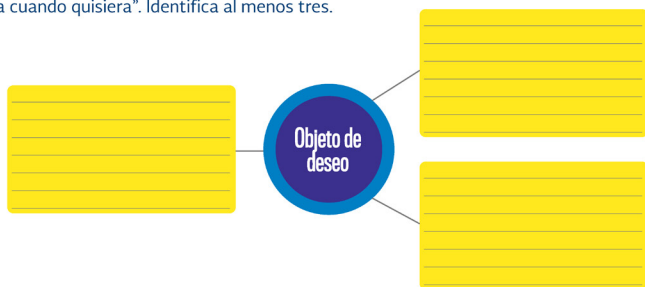 a cuando quisiera”. Identifica al menos tres.
Objeto de
deseo